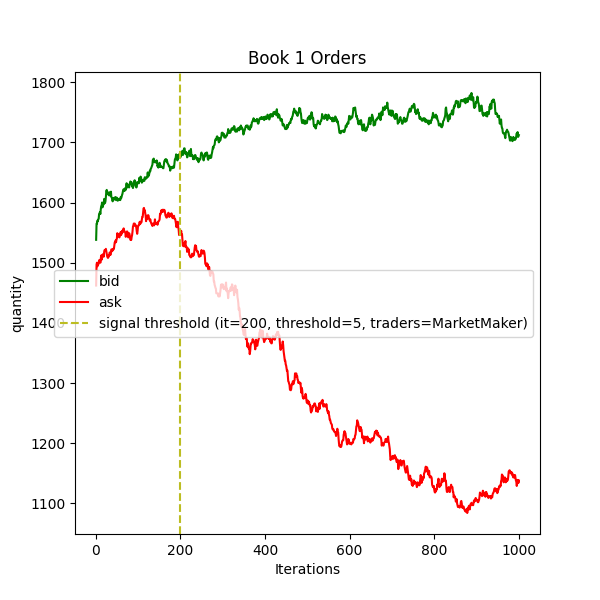 Book 1 Orders
1800
1700
1600
1500
1400
1300
1200
1100
quantity
bid
ask
signal threshold (it=200, threshold=5, traders=MarketMaker)
0
200
400
600
800
1000
Iterations